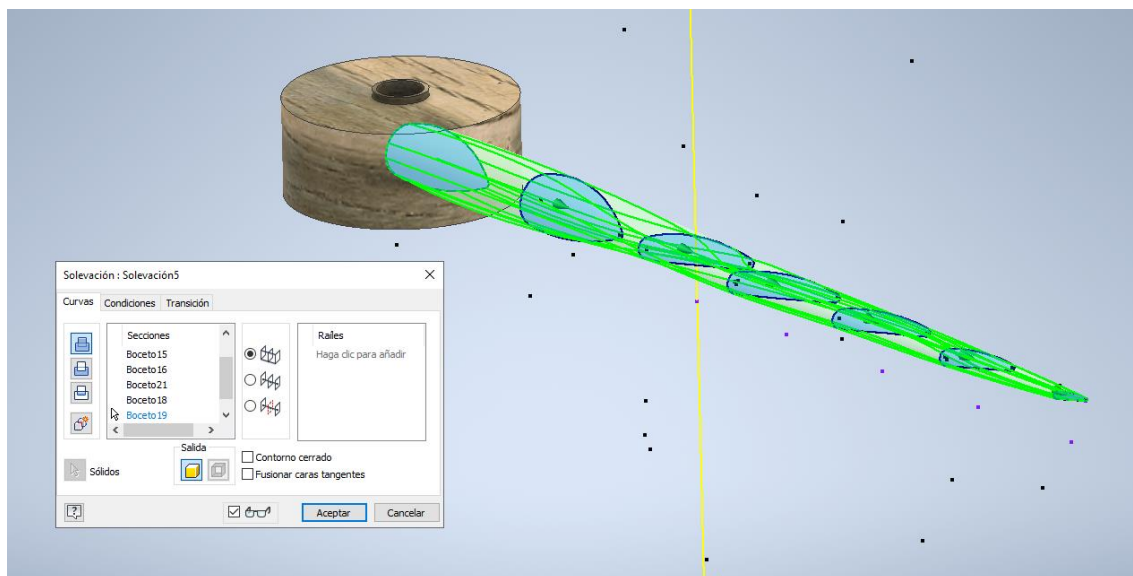 Solevación : Solevación5
Curvas Condiciones Transición
Secciones
Boceto15
Boceto16
Boceto21
Boceto18
Boceto19
Raíles
Haga clic para añadir
Sólidos
Salida
Contorno cerrado
Fusionar caras tangentes
Aceptar Cancelar